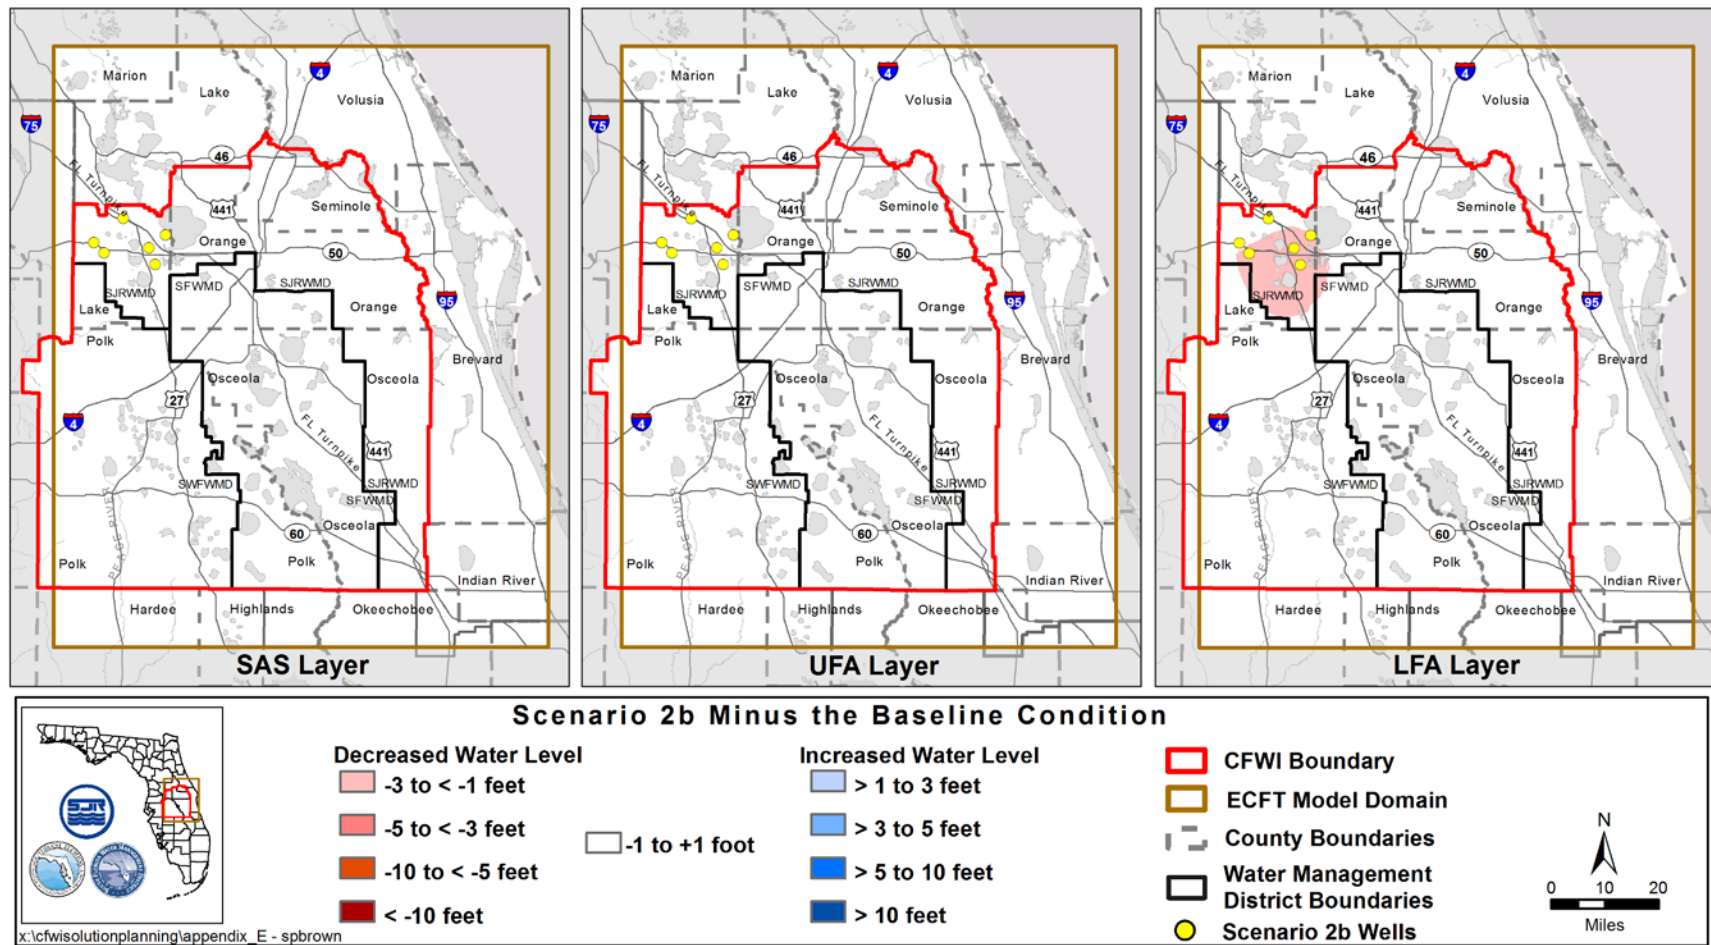 Marion
Lake
4
Volusia
75
FL Turnpike
46
441
Seminole
Orange
50
SJRWMD
SFWMD
SJRWMD
95
Lake
Orange
Polk
Brevard
Osceola
Osceola
27
4
FL Turnpike
441
SWFWMD
SJRWMD
SFWMD
PEACE RIVER
Osceola
60
Polk
Polk
Indian River
Hardee
Highlands
Okeechobee
SAS Layer
Marion
Lake
4
Volusia
75
FL Turnpike
46
441
Seminole
Orange
50
SJRWMD
SFWMD
SJRWMD
95
Lake
Orange
Polk
Brevard
Osceola
Osceola
27
4
FL Turnpike
441
SWFWMD
SJRWMD
SFWMD
PEACE RIVER
Osceola
60
Polk
Polk
Indian River
Hardee
Highlands
Okeechobee
UFA Layer
Marion
Lake
4
Volusia
75
FL Turnpike
46
441
Seminole
Orange
50
SJRWMD
SFWMD
SJRWMD
95
Lake
Orange
Polk
Brevard
Osceola
Osceola
27
4
FL Turnpike
441
SWFWMD
SJRWMD
SFWMD
PEACE RIVER
Osceola
60
Polk
Polk
Indian River
Hardee
Highlands
Okeechobee
LFA Layer
Scenario 2b Minus the Baseline Condition
Decreased Water Level
-3 to < -1 feet
-5 to < -3 feet
-10 to < -5 feet
< -10 feet
-1 to +1 foot
Increased Water Level
> 1 to 3 feet
> 3 to 5 feet
> 5 to 10 feet
> 10 feet
CFWI Boundary
ECFT Model Domain
County Boundaries
Water Management
District Boundaries
Scenario 2b Wells
N
0 10 20
Miles
SJR
x:\cfwisolutionplanning\appendix_E - spbrown